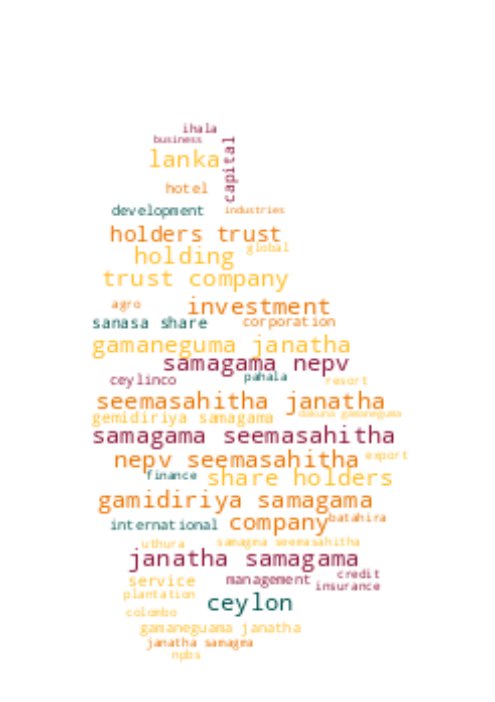 ihala
business
capital
lanka
hotel
development
industries
holders trust
global
holding
trust company
agro
investment
sanasa share
corporation
gamaneguma janatha
samagama nepv
ceylinco
pahala
resort
seemasahitha janatha
gemidiriya samagama
dakunu gamaneguma
samagama seemasahitha
nepv seemasahitha
export
finance
share holders
gamidiriya samagama
international
company
batahira
uthura
samagma seemasahitha
janatha samagama
service
management
credit
insurance
plantation
ceylon
colombo
gamaneguama janatha
janatha samagma
npbs